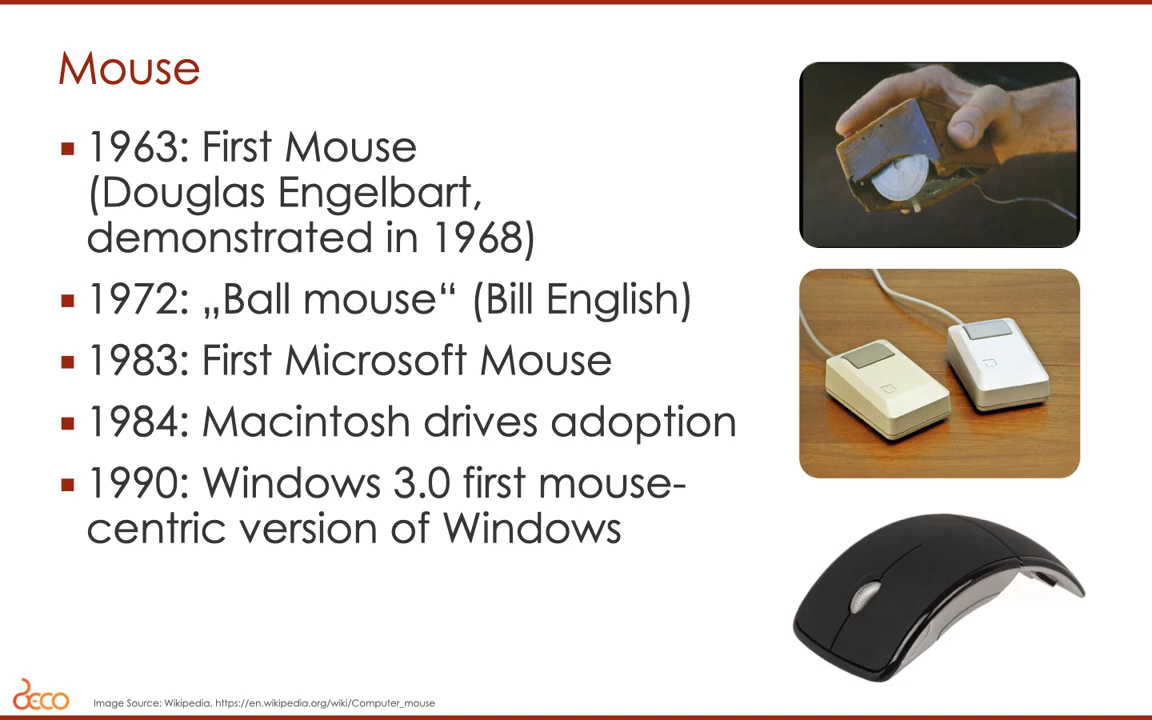 Mouse
1963: First Mouse
(Douglas Engelbart,
demonstrated in 1968)
1972: „Ball mouse“ (Bill English)
1983: First Microsoft Mouse
1984: Macintosh drives adoption
1990: Windows 3.0 first mouse-
centric version of Windows
DECO
Image Source: Wikipedia, https://en.wikipedia.org/wiki/Computer_mouse